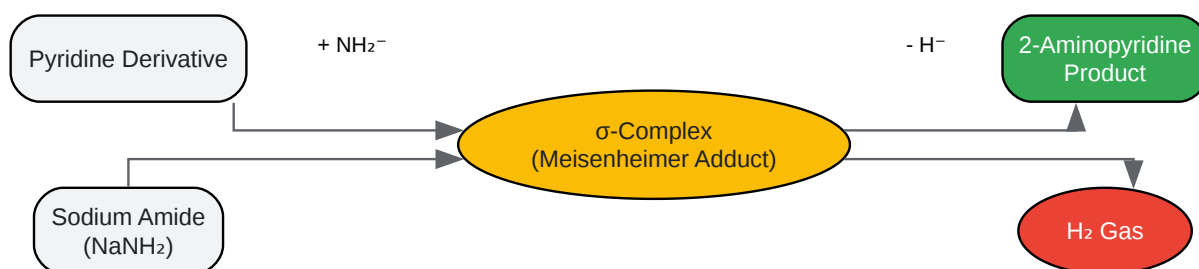 Pyridine Derivative
+ NH₂⁻
- H⁻
2-Aminopyridine
Product
σ-Complex
(Meisenheimer Adduct)
Sodium Amide
(NaNH₂)
H₂ Gas